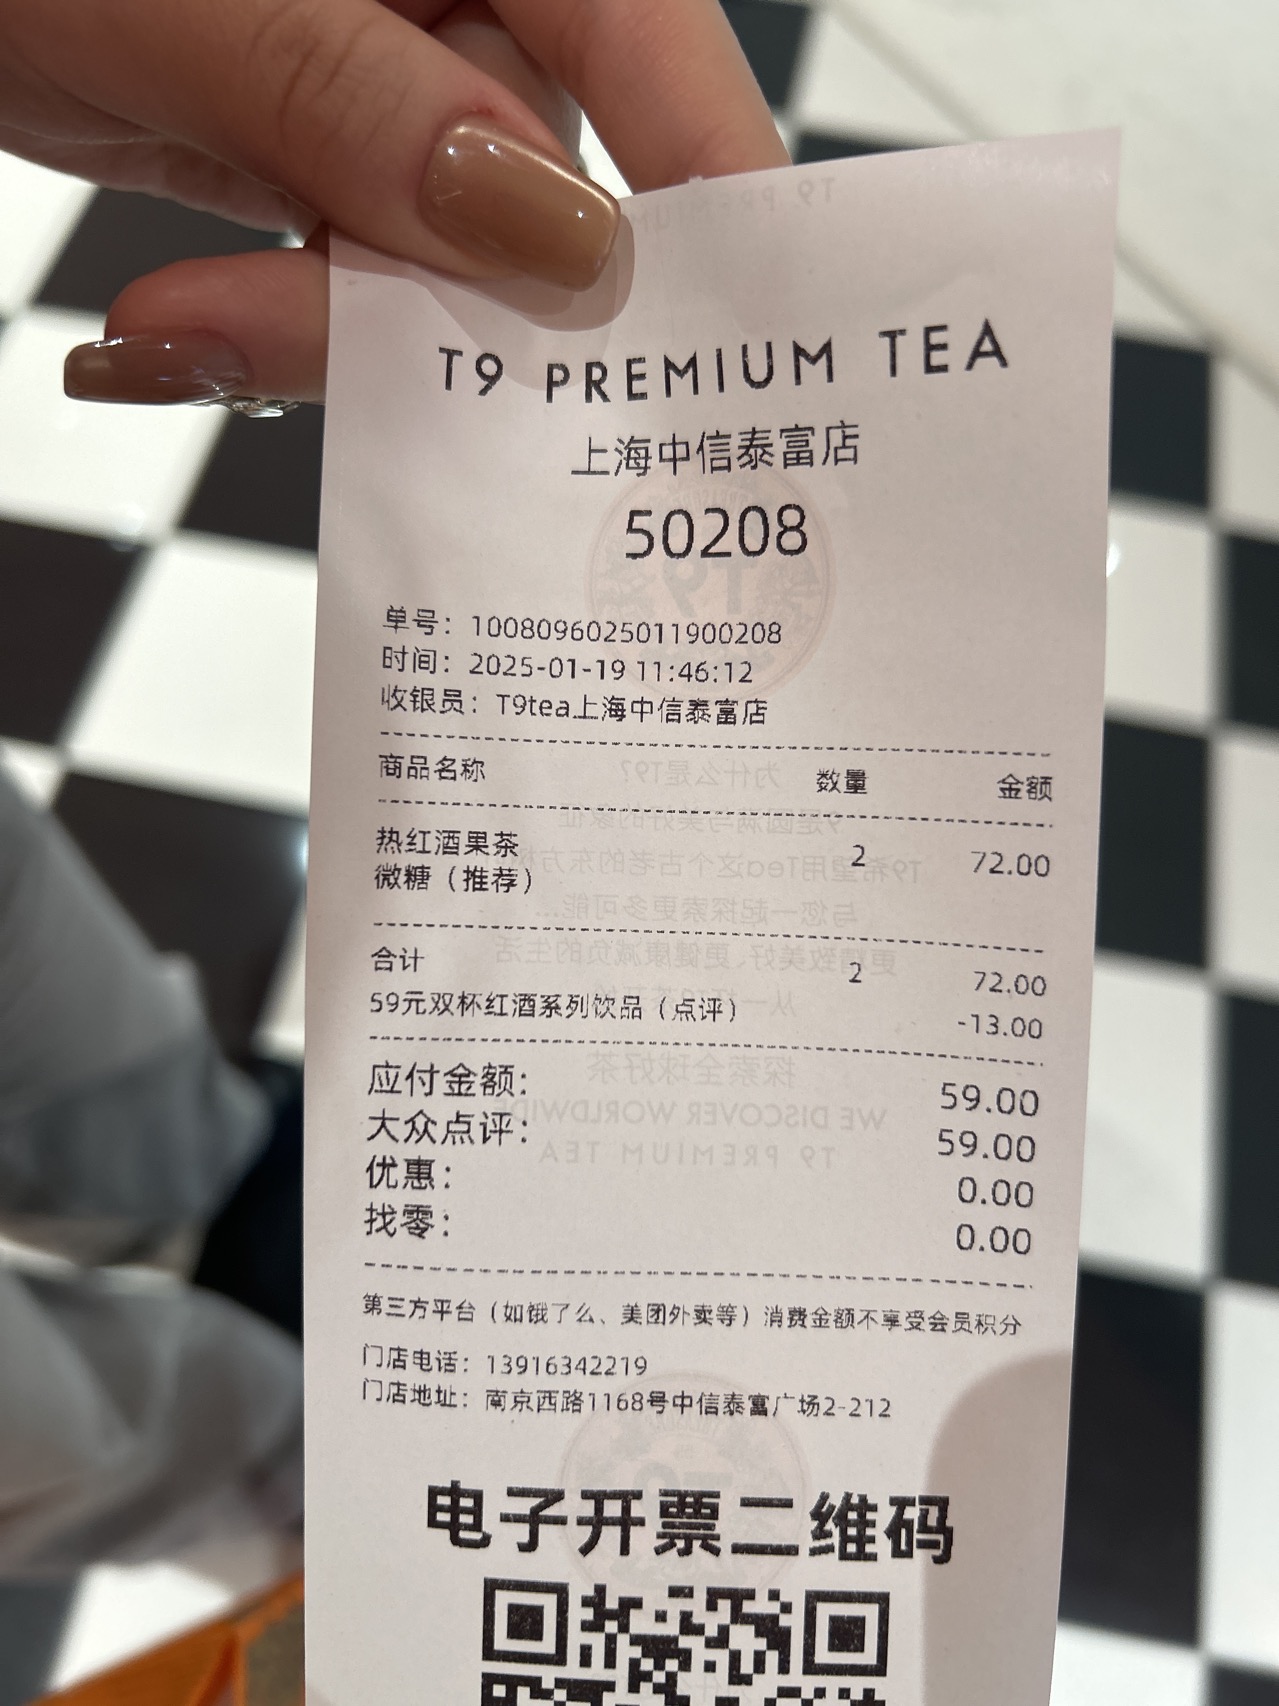 T9 PREMIUM TEA
上海中信泰富店
50208
单号：1008096025011900208
时间：2025-01-19 11:46:12
收银员：T9tea上海中信泰富店
商品名称 数量 金额
热红酒果茶 2 72.00
微糖（推荐）
合计 2 72.00
59元双杯红酒系列饮品（点评） -13.00
应付金额： 59.00
大众点评： 59.00
优惠： 0.00
找零： 0.00
第三方平台（如饿了么、美团外卖等）消费金额不享受会员积分
门店电话：13916342219
门店地址：南京西路1168号中信泰富广场2-212
电子开票二维码